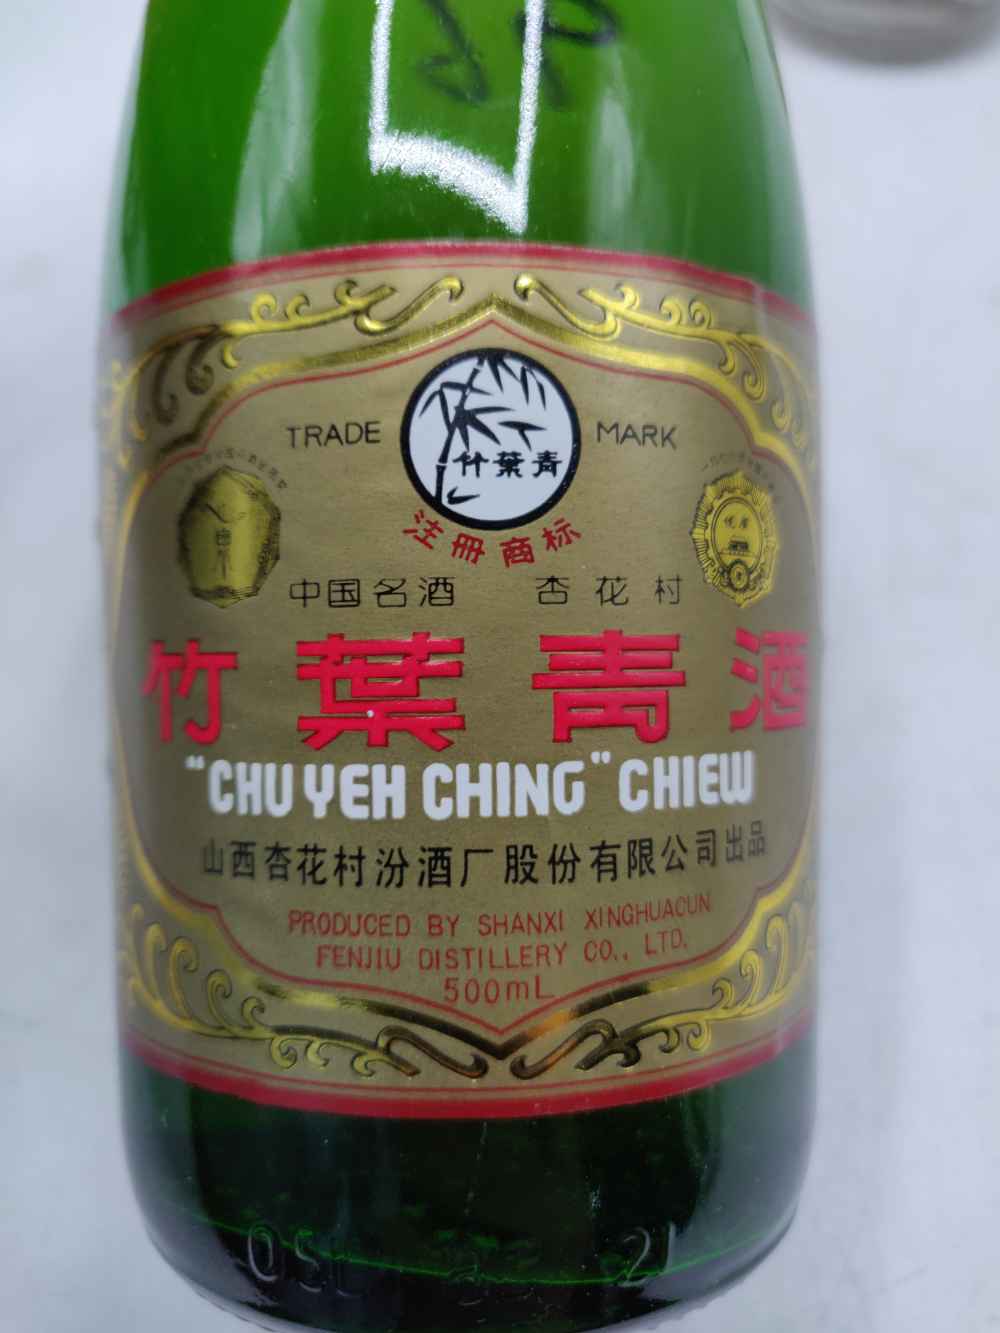 TRADE MARK
竹葉青
注册商标
中国名酒 杏花村
优质
竹葉青酒
"CHU YEH CHING" CHIEW
山西杏花村汾酒厂股份有限公司出品
PRODUCED BY SHANXI XINGHUACUN
FENJIU DISTILLERY CO., LTD.
500mL